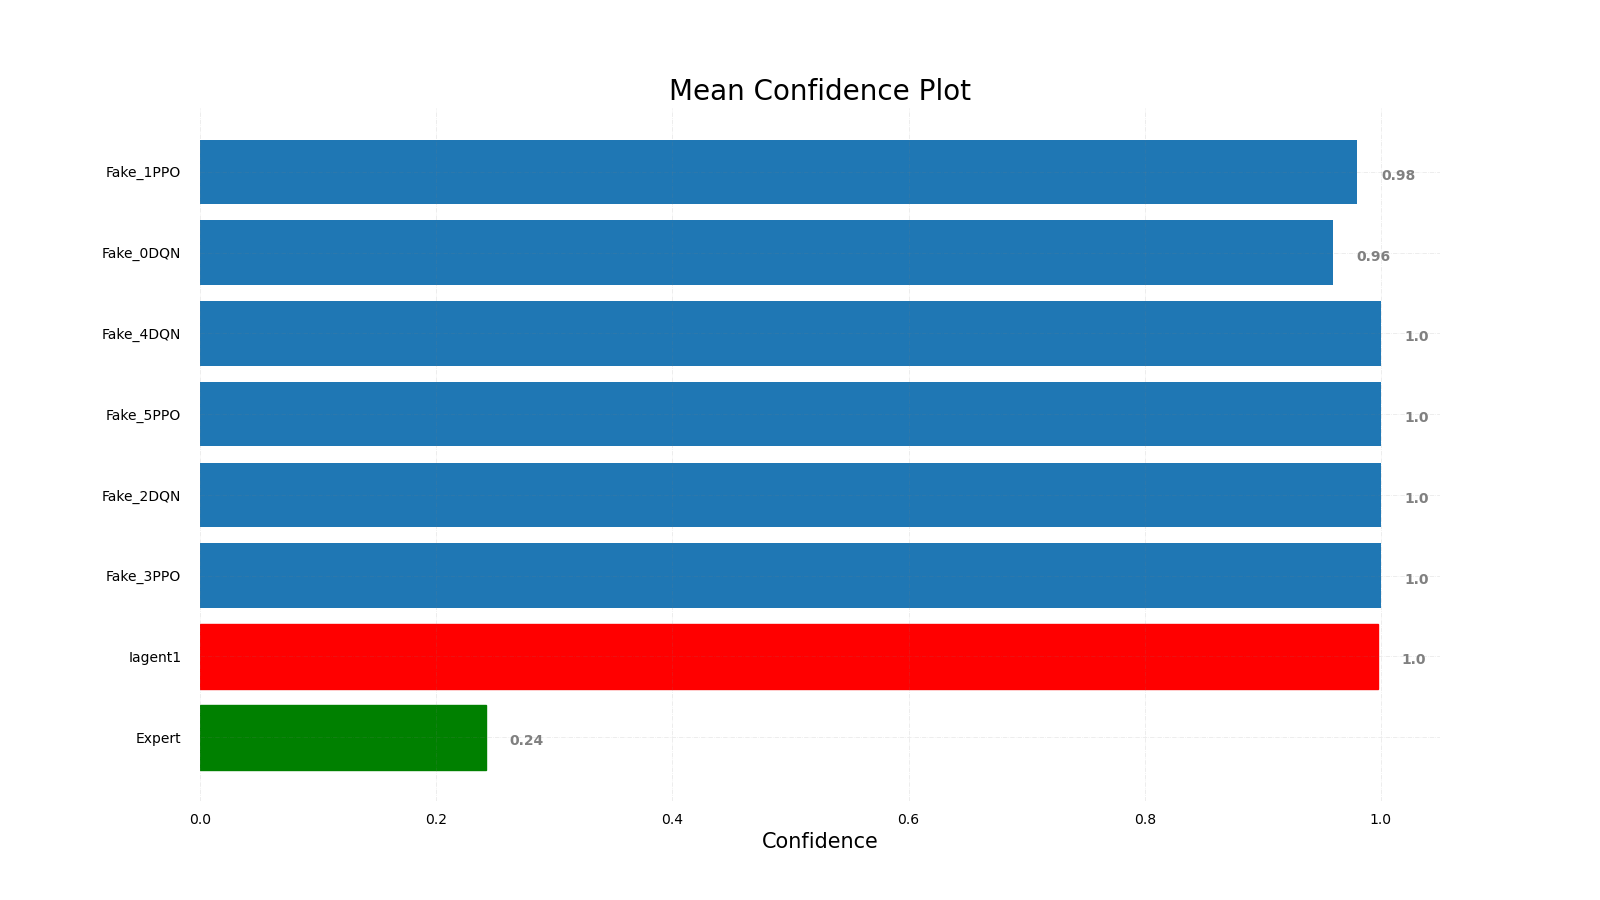 Mean Confidence Plot
Fake_1PPO 0.98
Fake_0DQN 0.96
Fake_4DQN 1.0
Fake_5PPO 1.0
Fake_2DQN 1.0
Fake_3PPO 1.0
Iagent1 1.0
Expert 0.24
0.0 0.2 0.4 0.6 0.8 1.0
Confidence